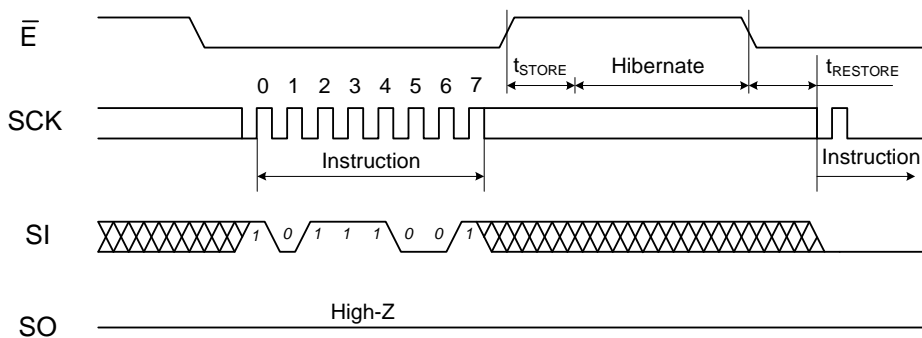 E̅
t_STORE Hibernate t_RESTORE
0 1 2 3 4 5 6 7
SCK
Instruction Instruction
SI 1 0 1 1 1 0 0 1
High-Z
SO